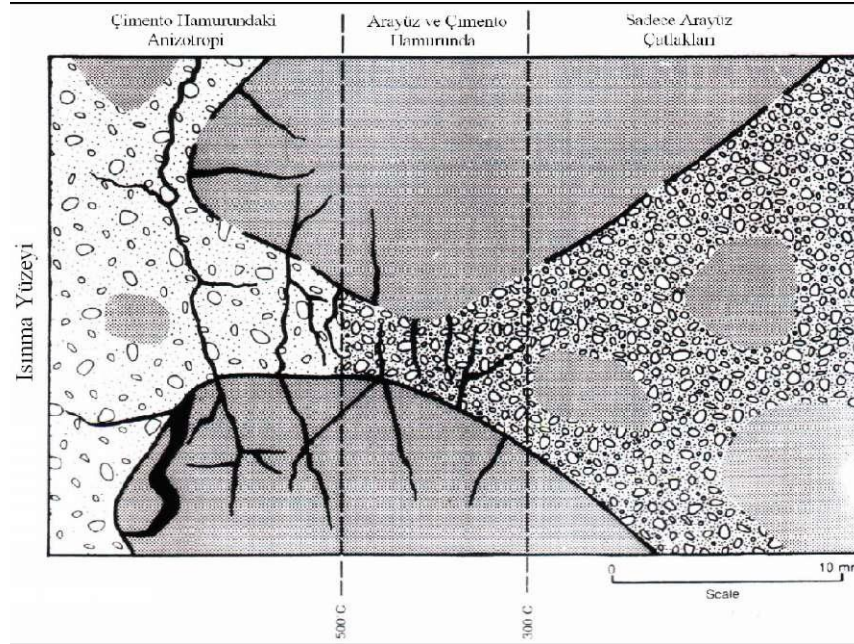 Çimento Hamurundaki
Anizotropi
Arayüz ve Çimento
Hamurunda
Sadece Arayüz
Çatlakları
Isınma Yüzeyi
500 C
300 C
0
10 mm
Scale